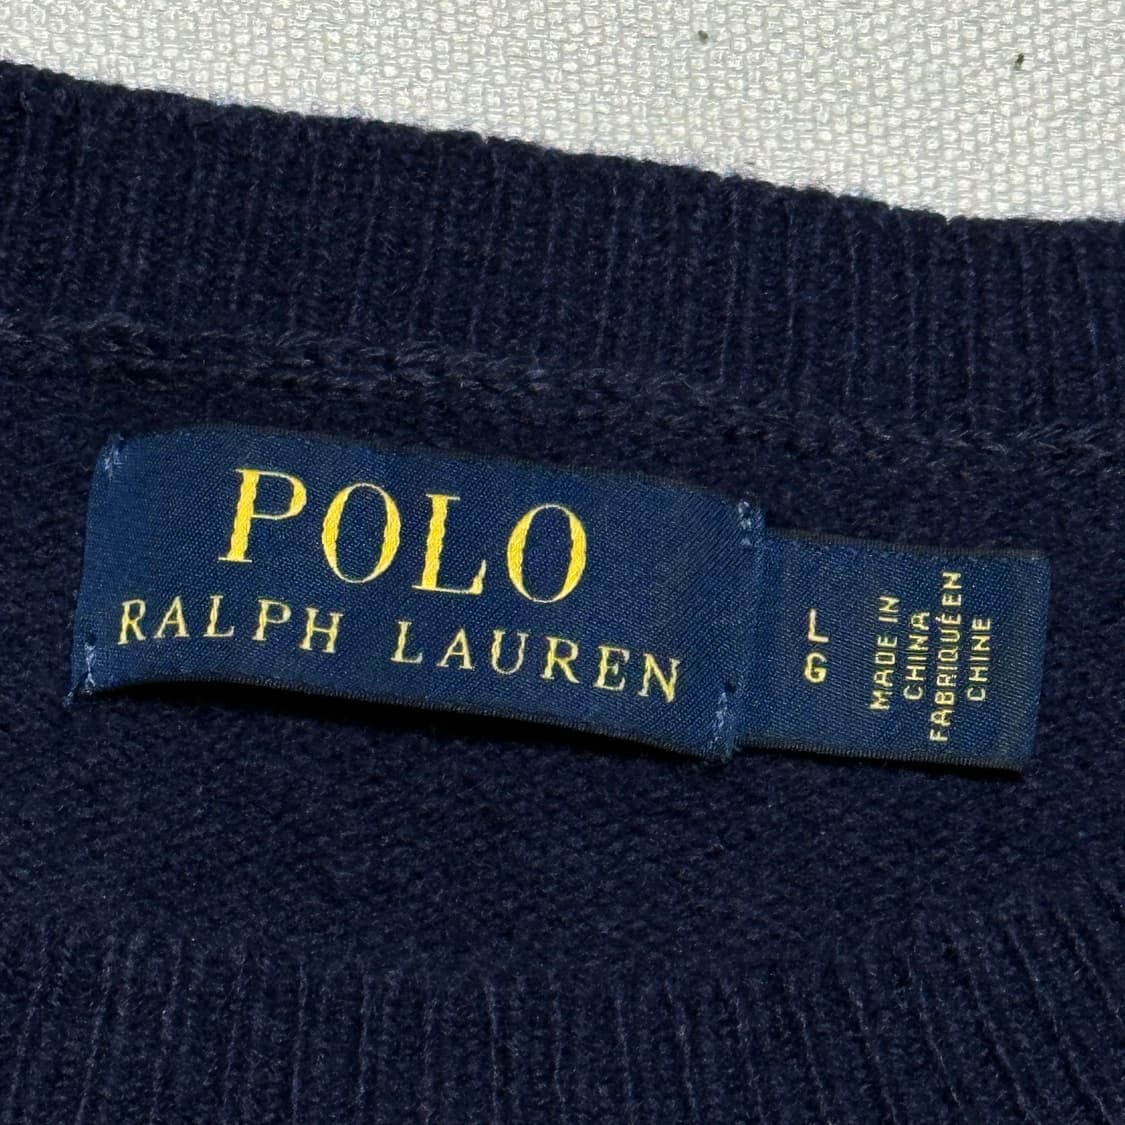 POLO
RALPH LAUREN
L
G
MADE IN
CHINA
FABRIQUÉ EN
CHINE